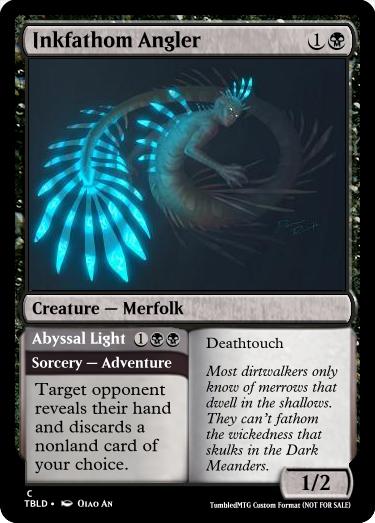 Inkfathom Angler 1
Creature — Merfolk
Abyssal Light 1
Sorcery — Adventure
Target opponent
reveals their hand
and discards a
nonland card of
your choice.
Deathtouch
Most dirtwalkers only
know of merrows that
dwell in the shallows.
They can't fathom
the wickedness that
skulks in the Dark
Meanders.
1/2
C
TBLD • Qiao An
TumbledMTG Custom Format (NOT FOR SALE)